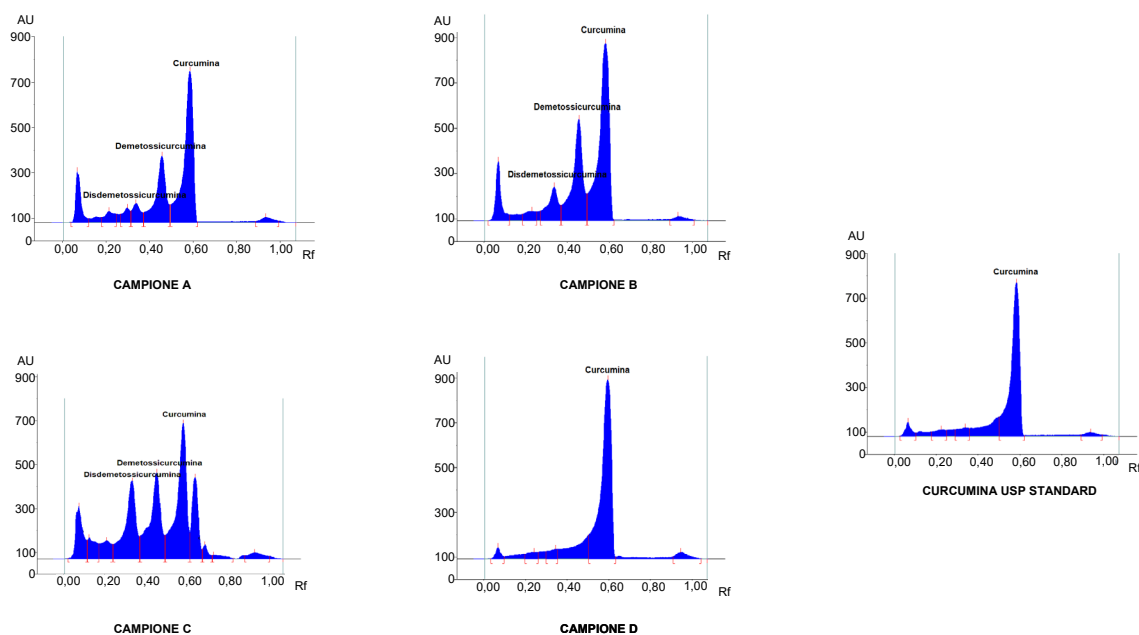 AU
900
700
500
300
100
0
Curcumina
Demetossicurcumina
Disdemetossicurcumina
0,00 0,20 0,40 0,60 0,80 1,00
Rf
CAMPIONE A
AU
900
700
500
300
100
0
Curcumina
Demetossicurcumina
Disdemetossicurcumina
0,00 0,20 0,40 0,60 0,80 1,00
Rf
CAMPIONE B
AU
900
700
500
300
100
0
Curcumina
0,00 0,20 0,40 0,60 0,80 1,00
Rf
CURCUMINA USP STANDARD
AU
900
700
500
300
100
0
Curcumina
Demetossicurcumina
Disdemetossicurcumina
0,00 0,20 0,40 0,60 0,80 1,00
Rf
CAMPIONE C
AU
900
700
500
300
100
0
Curcumina
0,00 0,20 0,40 0,60 0,80 1,00
Rf
CAMPIONE D